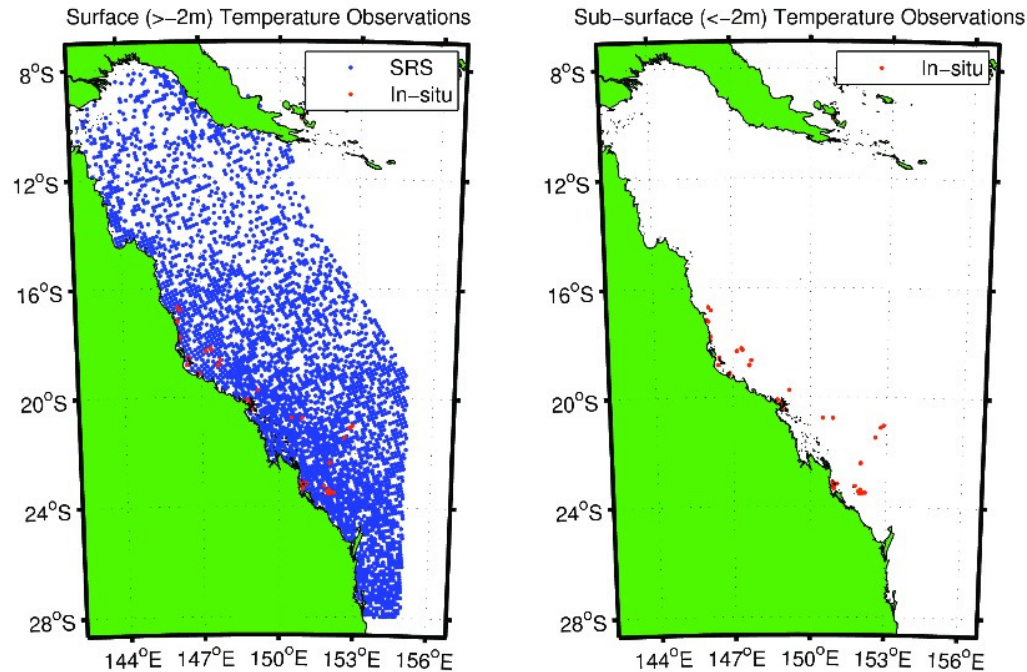 Surface (>-2m) Temperature Observations
SRS
In-situ
8°S
12°S
16°S
20°S
24°S
28°S
144°E 147°E 150°E 153°E 156°E
Sub-surface (<-2m) Temperature Observations
In-situ
8°S
12°S
16°S
20°S
24°S
28°S
144°E 147°E 150°E 153°E 156°E